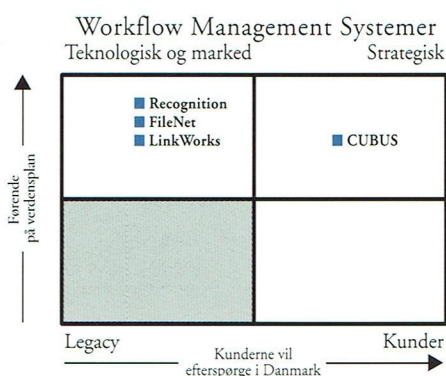 Workflow Management Systemer
Teknologisk og marked
Strategisk
Recognition
FileNet
LinkWorks
CUBUS
Førende
på verdensplan
Legacy
Kunder
Kunderne vil
efterspørge i Danmark